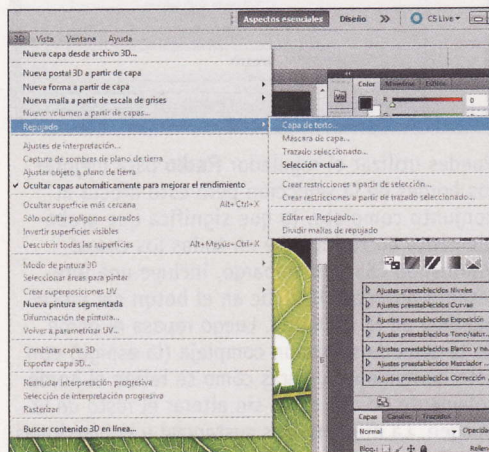 Aspectos esenciales Diseño CS Live
3D Vista Ventana Ayuda
Nueva capa desde archivo 3D...
Nueva postal 3D a partir de capa
Nueva forma a partir de capa
Nueva malla a partir de escala de grises
Nuevo volumen a partir de capas...
Repujado
Capa de texto...
Máscara de capa...
Trazado seleccionado...
Selección actual...
Crear restricciones a partir de selección...
Crear restricciones a partir de trazado seleccionado...
Editar en Repujado...
Dividir mallas de repujado
Ajustes de interpretación...
Captura de sombras de plano de tierra
Ajustar objeto a plano de tierra
Ocultar capas automáticamente para mejorar el rendimiento
Ocultar superficie más cercana Alt+Ctrl+X
Sólo ocultar polígonos cerrados
Invertir superficies visibles
Descubrir todas las superficies Alt+Mayús+Ctrl+X
Modo de pintura 3D
Seleccionar áreas para pintar
Crear superposiciones UV
Nueva pintura segmentada
Difuminación de pintura...
Volver a parametrizar UV...
Combinar capas 3D
Exportar capa 3D...
Reanudar interpretación progresiva
Selección de interpretación progresiva
Rasterizar
Buscar contenido 3D en línea...
Color Muestras Estilos
R 0
Ajustes preestablecidos Niveles
Ajustes preestablecidos Curvas
Ajustes preestablecidos Exposición
Ajustes preestablecidos Tono/satur...
Ajustes preestablecidos Blanco y ne
Ajustes preestablecidos Mezclador
Ajustes preestablecidos Corrección
Capas Canales Trazados
Normal Opacida
Bloq.: Rellen